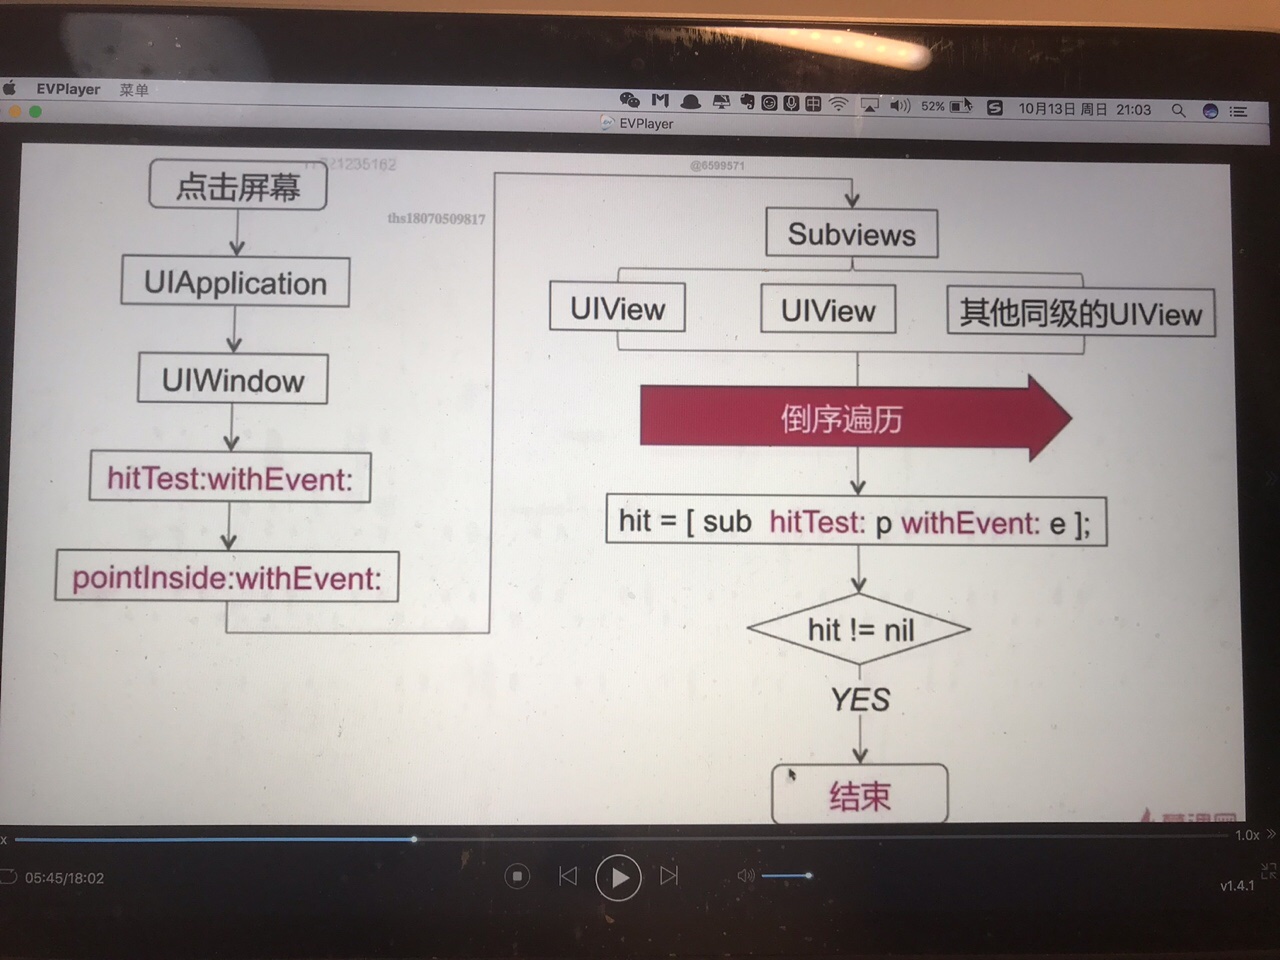 EVPlayer 菜单
52% 10月13日 周日 21:03
EVPlayer
1235162
@6599571
ths18070509817
点击屏幕
UIApplication
UIWindow
hitTest:withEvent:
pointInside:withEvent:
Subviews
UIView
UIView
其他同级的UIView
倒序遍历
hit = [ sub hitTest: p withEvent: e ];
hit != nil
YES
结束
1.0x
05:45/18:02
v1.4.1